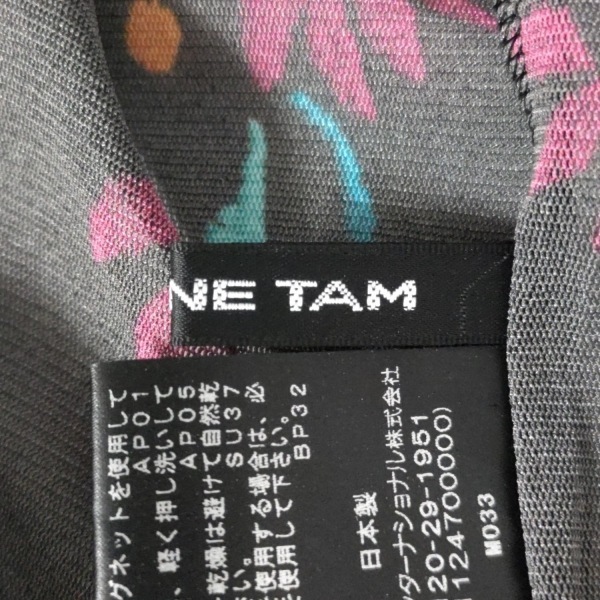 NE TAM
グネットを使用して
AP01
、軽く押し洗いして
AP05
乾燥は避けて自然乾
い。 SU37
使用する場合は、必
使用して下さい。
BP32
日本製
ンターナショナル株式会社
120-29-1951
1124700000)
M033